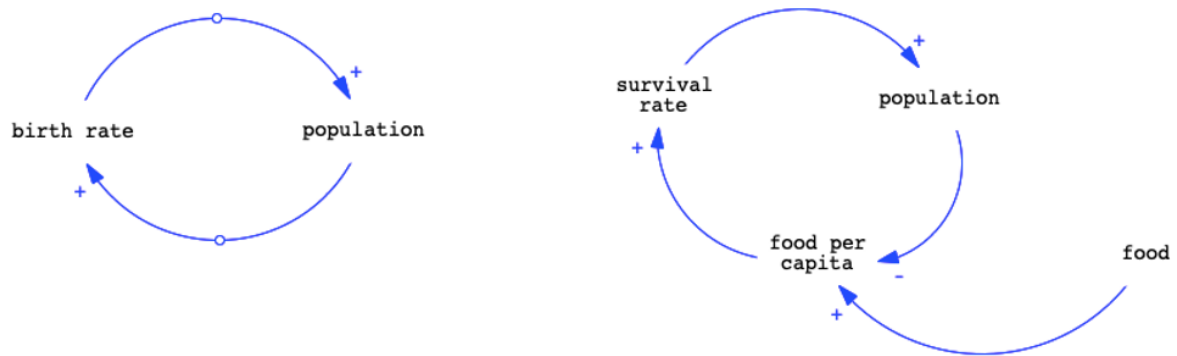 +
birth rate
population
+
+
survival
rate
population
+
food per
capita
-
food
+